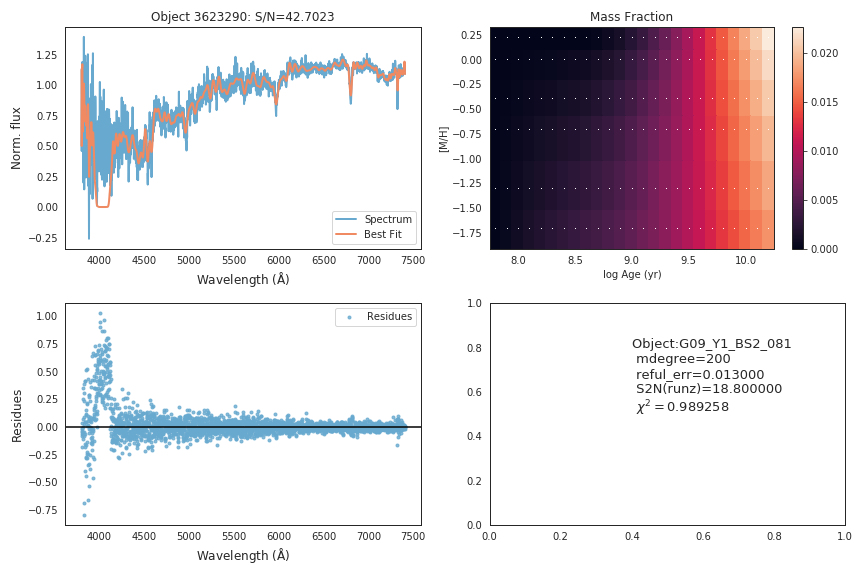 Object 3623290: S/N=42.7023
Norm. flux
1.25
1.00
0.75
0.50
0.25
0.00
−0.25
Spectrum
Best Fit
4000 4500 5000 5500 6000 6500 7000 7500
Wavelength (Å)
Mass Fraction
[M/H]
0.25
0.00
−0.25
−0.50
−0.75
−1.00
−1.25
−1.50
−1.75
8.0 8.5 9.0 9.5 10.0
log Age (yr)
0.020
0.015
0.010
0.005
0.000
Residues
1.00
0.75
0.50
0.25
0.00
−0.25
−0.50
−0.75
Residues
4000 4500 5000 5500 6000 6500 7000 7500
Wavelength (Å)
1.0
0.8
0.6
0.4
0.2
0.0
Object:G09_Y1_BS2_081
mdegree=200
reful_err=0.013000
S2N(runz)=18.800000
χ² = 0.989258
0.0 0.2 0.4 0.6 0.8 1.0